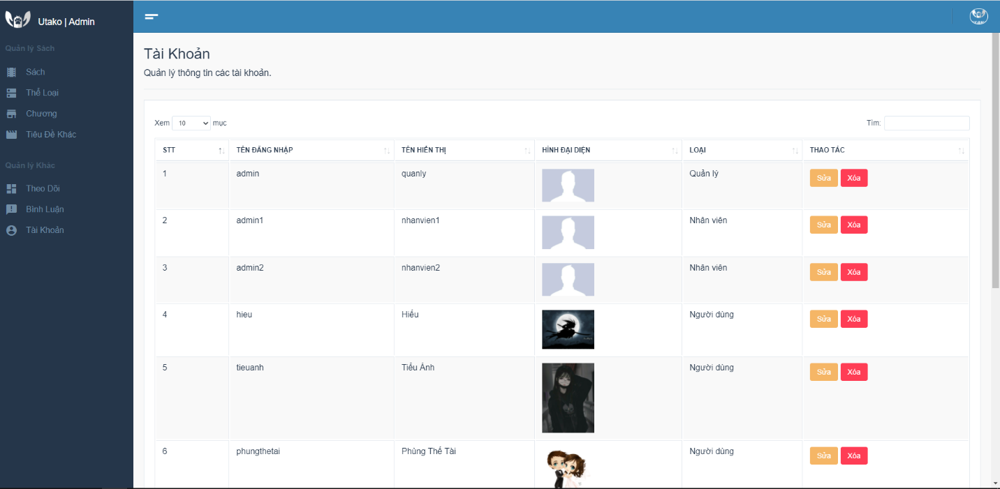 Utako | Admin
Quản lý Sách
Sách
Thể Loại
Chương
Tiêu Đề Khác
Quản lý Khác
Theo Dõi
Bình Luận
Tài Khoản
Tài Khoản
Quản lý thông tin các tài khoản.
Xem 10 mục
Tìm:
STT TÊN ĐĂNG NHẬP TÊN HIỂN THỊ HÌNH ĐẠI DIỆN LOẠI THAO TÁC
1 admin quanly Quản lý Sửa Xóa
2 admin1 nhanvien1 Nhân viên Sửa Xóa
3 admin2 nhanvien2 Nhân viên Sửa Xóa
4 hieu Hiếu Người dùng Sửa Xóa
5 tieuanh Tiểu Ánh Người dùng Sửa Xóa
6 phungthetai Phùng Thế Tài Người dùng Sửa Xóa